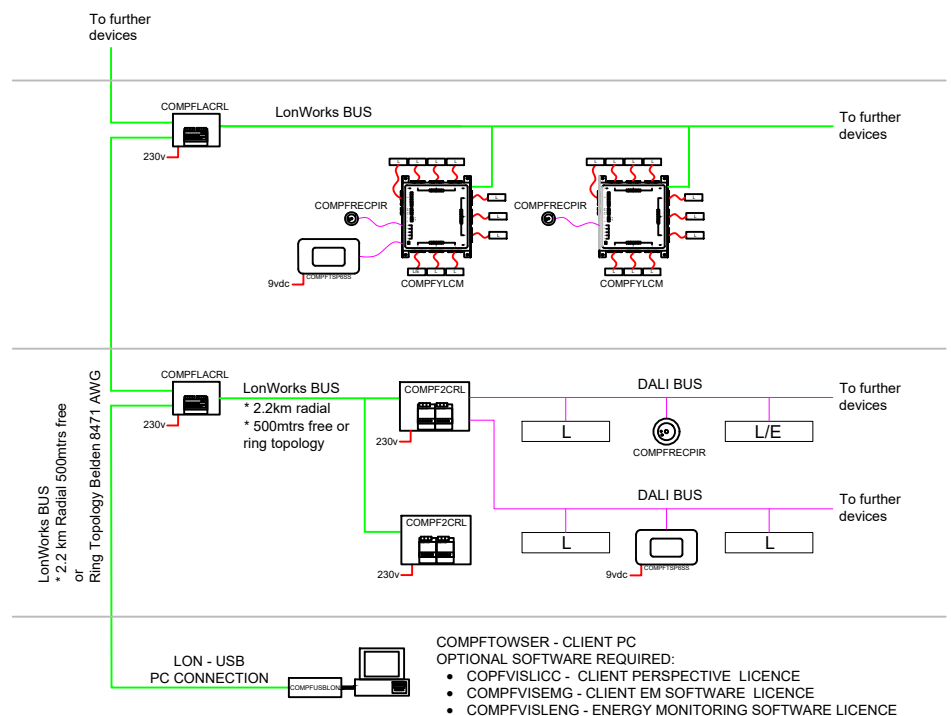 To further
devices
COMPFLACRL
LonWorks BUS
To further
devices
230v
L
L
L
L
L
L
L
L
COMPFRECPIR
COMPFRECPIR
L
L
L
L
COMPFTSP6SS
L
L
9vdc
L/E
L
L
L
L
L
COMPFYLCM
COMPFYLCM
COMPFLACRL
LonWorks BUS
* 2.2km radial
* 500mtrs free or
ring topology
230v
COMPF2CRL
230v
DALI BUS
To further
devices
L
L/E
COMPFRECPIR
DALI BUS
To further
devices
COMPF2CRL
230v
L
L
COMPFTSP6SS
9vdc
LonWorks BUS
* 2.2 km Radial 500mtrs free
or
Ring Topology Belden 8471 AWG
LON - USB
PC CONNECTION
COMPFUSBLON
COMPFTOWSER - CLIENT PC
OPTIONAL SOFTWARE REQUIRED:
• COPFVISLICC - CLIENT PERSPECTIVE LICENCE
• COMPFVISEMG - CLIENT EM SOFTWARE LICENCE
• COMPFVISLENG - ENERGY MONITORING SOFTWARE LICENCE